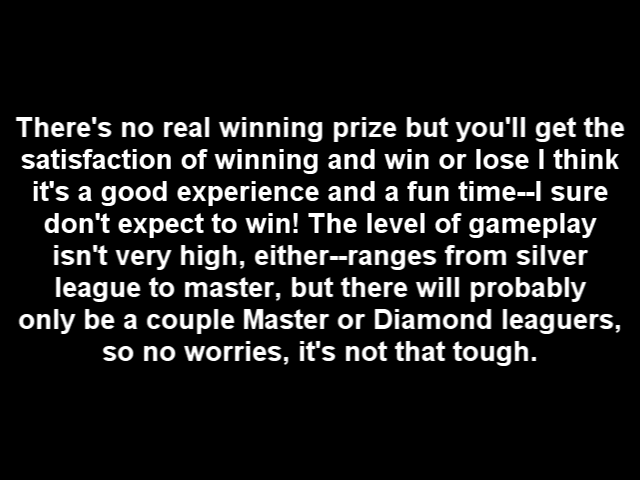 There's no real winning prize but you'll get the
satisfaction of winning and win or lose I think
it's a good experience and a fun time--I sure
don't expect to win! The level of gameplay
isn't very high, either--ranges from silver
league to master, but there will probably
only be a couple Master or Diamond leaguers,
so no worries, it's not that tough.